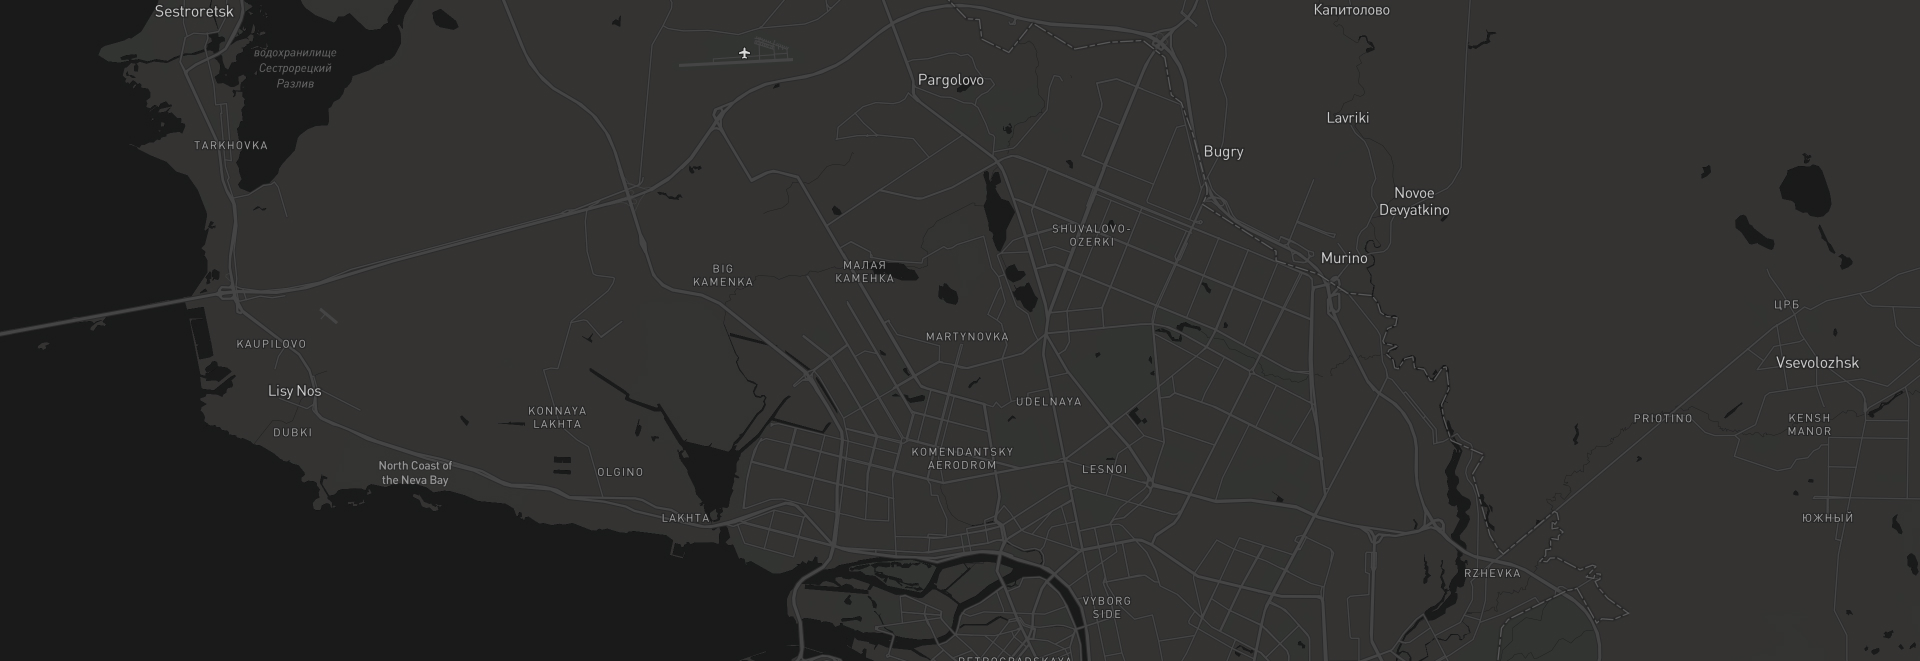 Sestroretsk
Капитолово
водохранилище
Сестрорецкий
Разлив
Pargolovo
Lavriki
TARKHOVKA
Bugry
Novoe
Devyatkino
SHUVALOVO-
OZERKI
Murino
BIG
KAMENKA
МАЛАЯ
КАМЕНКА
ЦРБ
KAUPILOVO
MARTYNOVKA
Vsevolozhsk
Lisy Nos
UDELNAYA
KONNAYA
LAKHTA
PRIOTINO
KENSH
MANOR
DUBKI
KOMENDANTSKY
AERODROM
North Coast of
the Neva Bay
OLGINO
LESNOI
LAKHTA
ЮЖНЫЙ
RZHEVKA
VYBORG
SIDE
PETROGRADSKAYA